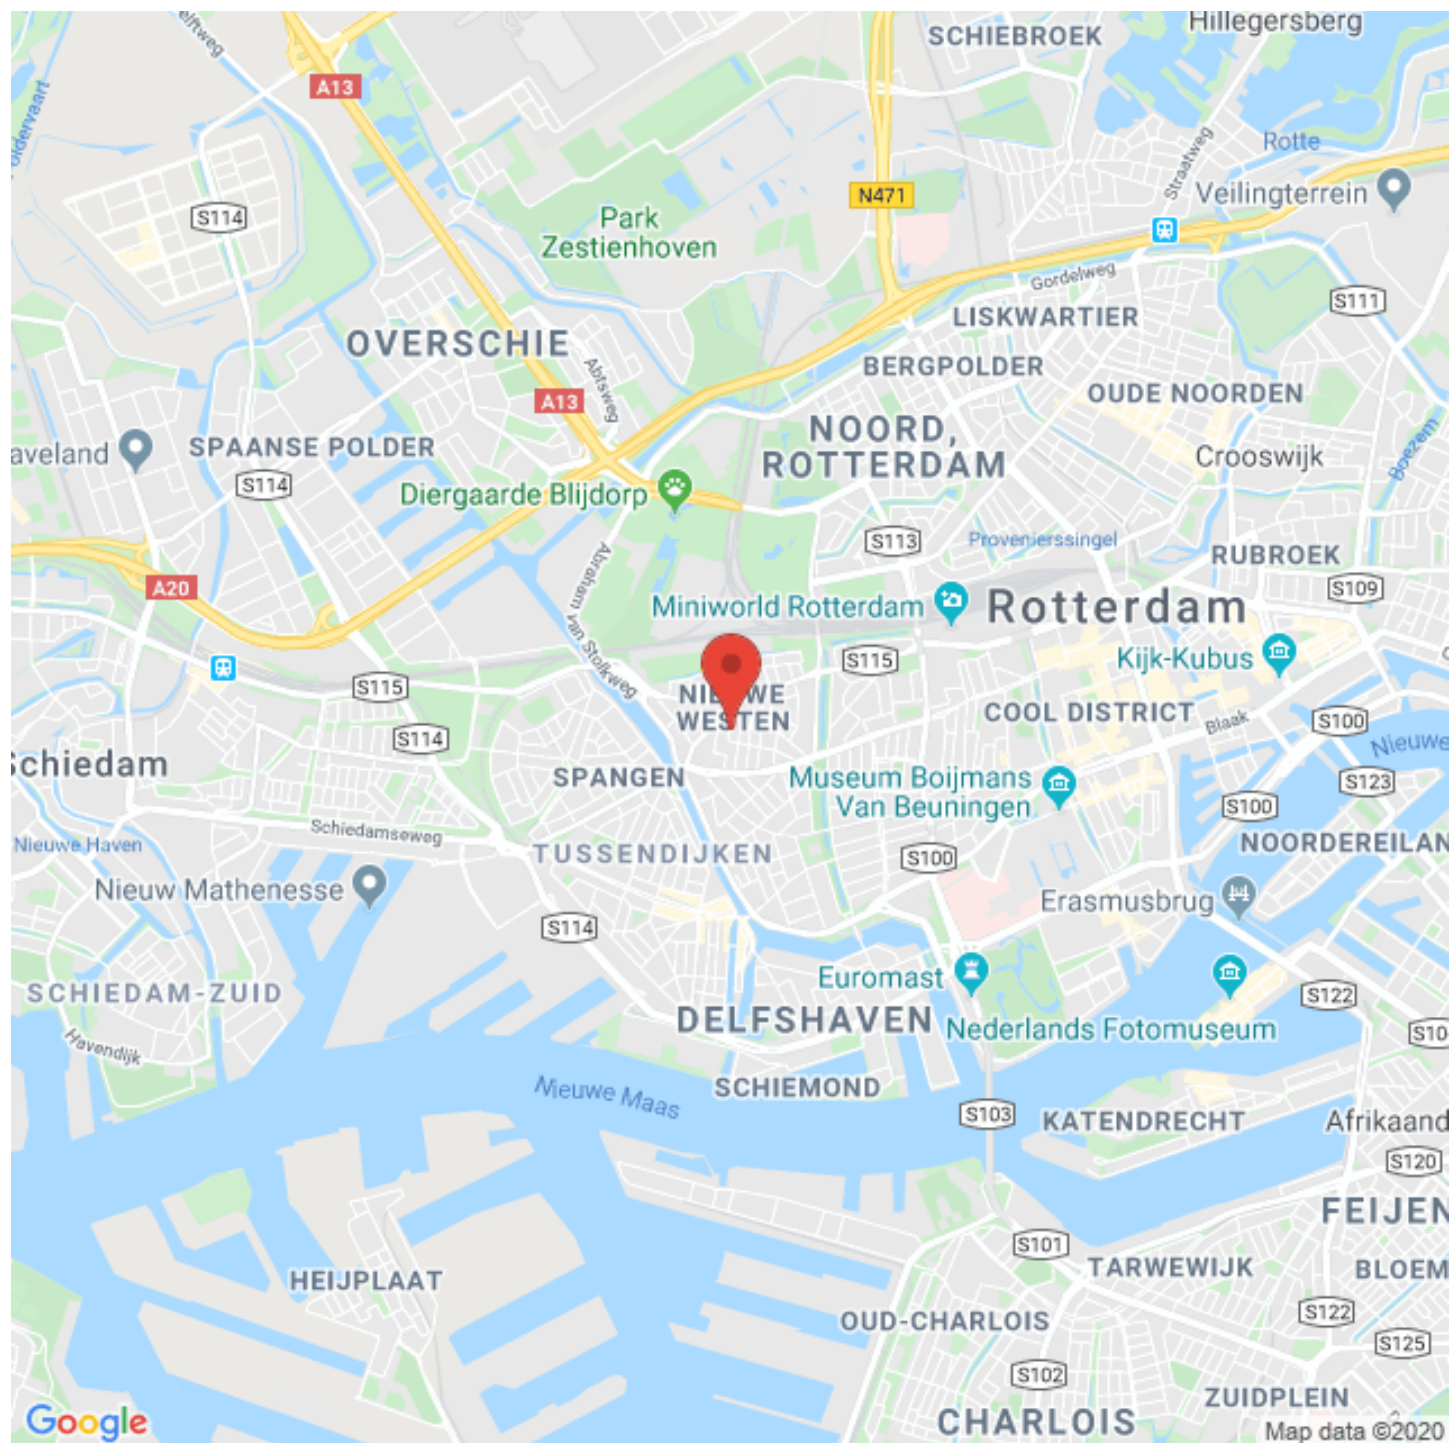 Hillegersberg
SCHIEBROEK
A13
Rotte
Straatweg
Veilingterrein
N471
S114
Park
Zestienhoven
Gordelweg
S111
LISKWARTIER
OVERSCHIE
BERGPOLDER
Abtsweg
OUDE NOORDEN
A13
NOORD,
ROTTERDAM
SPAANSE POLDER
aveland
Crooswijk
Boezem
S114
Diergaarde Blijdorp
S113
Provenierssingel
RUBROEK
A20
S109
Abraham van Stolkweg
Miniworld Rotterdam
Rotterdam
Kijk-Kubus
S115
S115
NIEUWE
WESTEN
COOL DISTRICT
Blaak
S100
S114
Nieuwe
Schiedam
SPANGEN
Museum Boijmans
Van Beuningen
S123
S100
Schiedamseweg
Nieuwe Haven
NOORDEREILAN
TUSSENDIJKEN
S100
Nieuw Mathenesse
Erasmusbrug
S114
Euromast
SCHIEDAM-ZUID
S122
DELFSHAVEN
Nederlands Fotomuseum
S10
Havendijk
Nieuwe Maas
SCHIEMOND
S103
KATENDRECHT
Afrikaand
S120
FEIJEN
S101
TARWEWIJK
BLOEM
HEIJPLAAT
S122
OUD-CHARLOIS
S125
S102
ZUIDPLEIN
CHARLOIS
Google
Map data ©2020